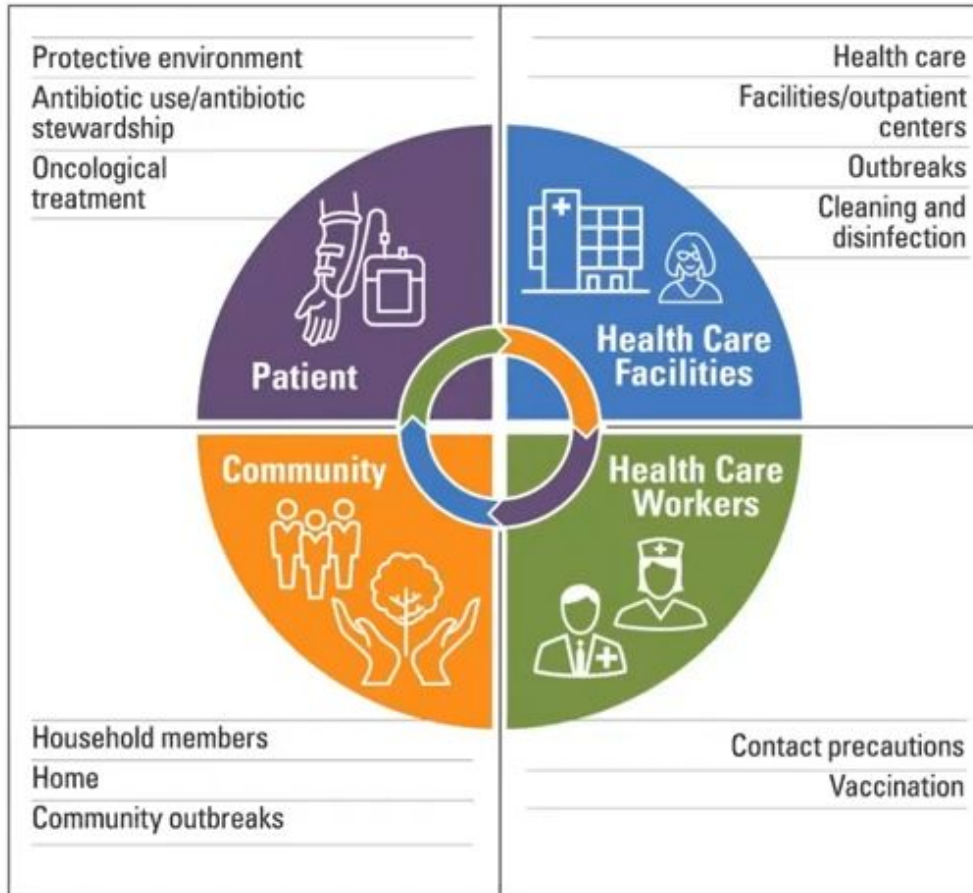 Protective environment
Antibiotic use/antibiotic
stewardship
Oncological
treatment
Patient
Health care
Facilities/outpatient
centers
Outbreaks
Cleaning and
disinfection
Health Care
Facilities
Community
Household members
Home
Community outbreaks
Health Care
Workers
Contact precautions
Vaccination